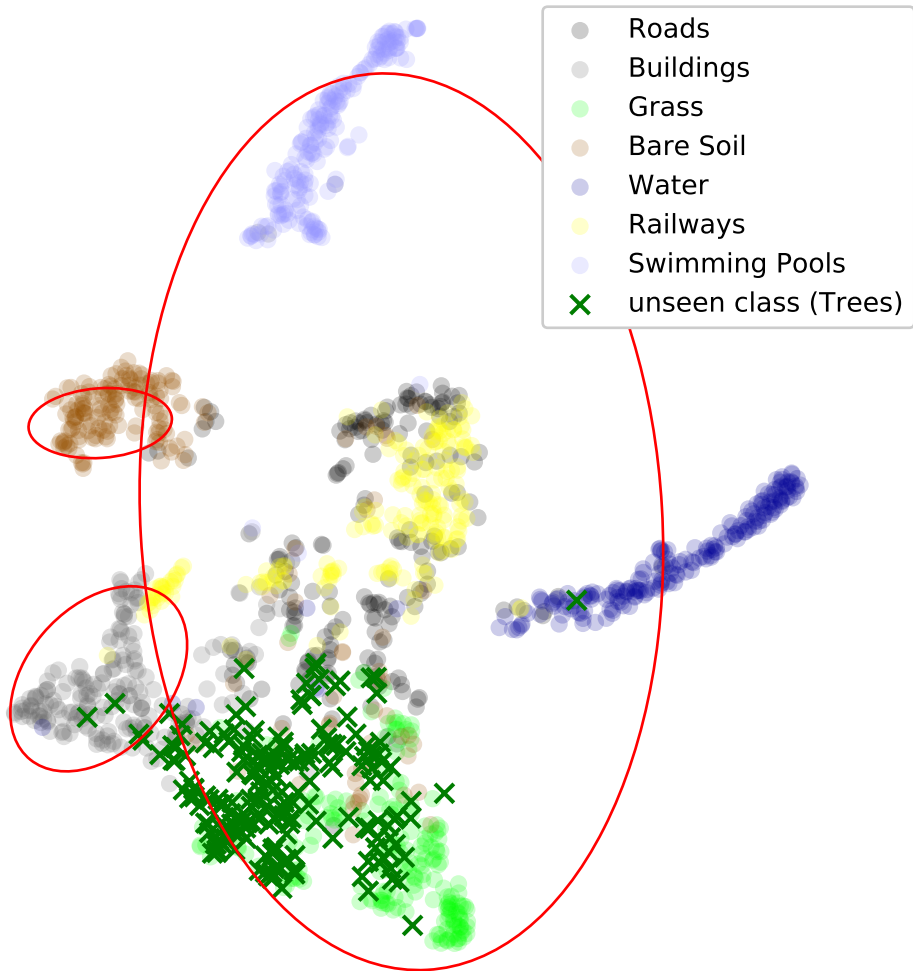 Roads
Buildings
Grass
Bare Soil
Water
Railways
Swimming Pools
unseen class (Trees)